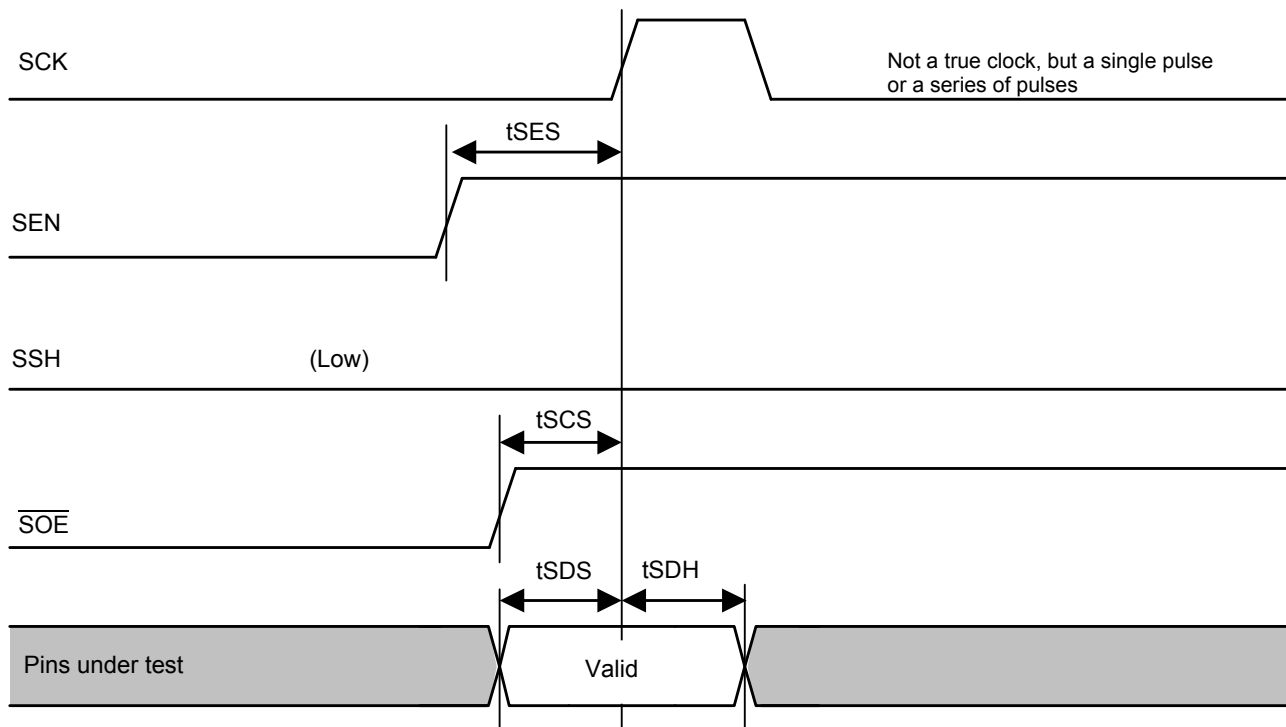 SCK
Not a true clock, but a single pulse
or a series of pulses
tSES
SEN
SSH
(Low)
tSCS
SOE
tSDS
tSDH
Pins under test
Valid